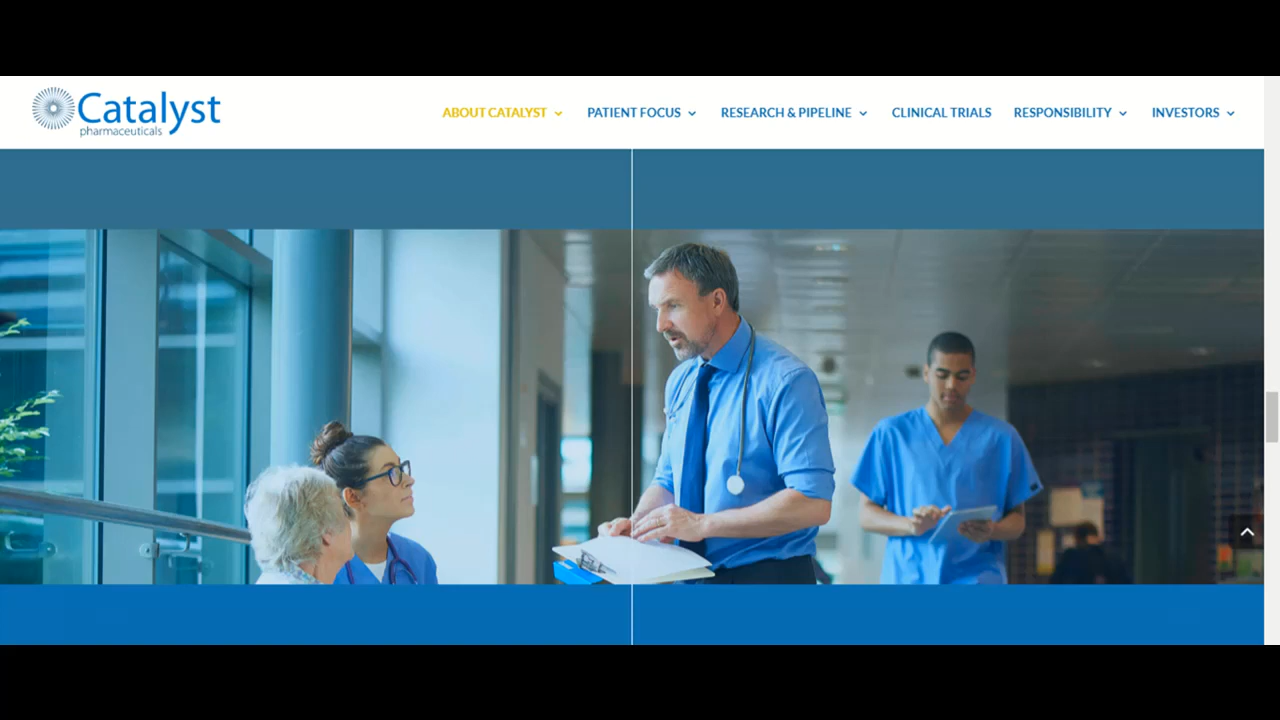 Catalyst
pharmaceuticals
ABOUT CATALYST
PATIENT FOCUS
RESEARCH & PIPELINE
CLINICAL TRIALS
RESPONSIBILITY
INVESTORS